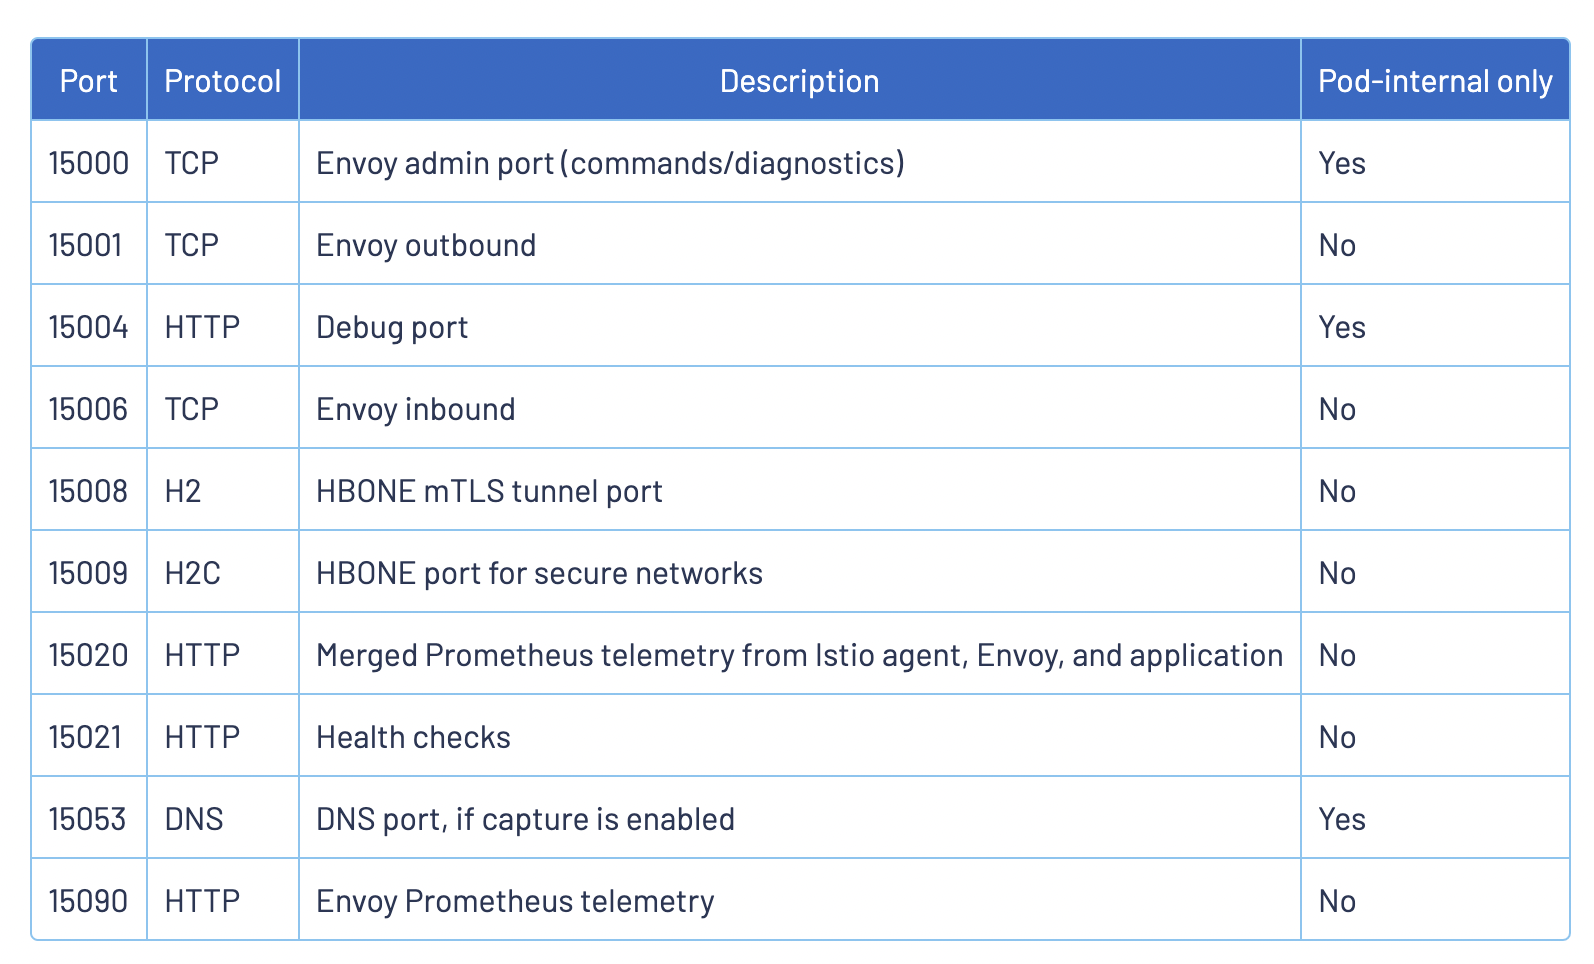 Port Protocol Description Pod-internal only
15000 TCP Envoy admin port (commands/diagnostics) Yes
15001 TCP Envoy outbound No
15004 HTTP Debug port Yes
15006 TCP Envoy inbound No
15008 H2 HBONE mTLS tunnel port No
15009 H2C HBONE port for secure networks No
15020 HTTP Merged Prometheus telemetry from Istio agent, Envoy, and application No
15021 HTTP Health checks No
15053 DNS DNS port, if capture is enabled Yes
15090 HTTP Envoy Prometheus telemetry No